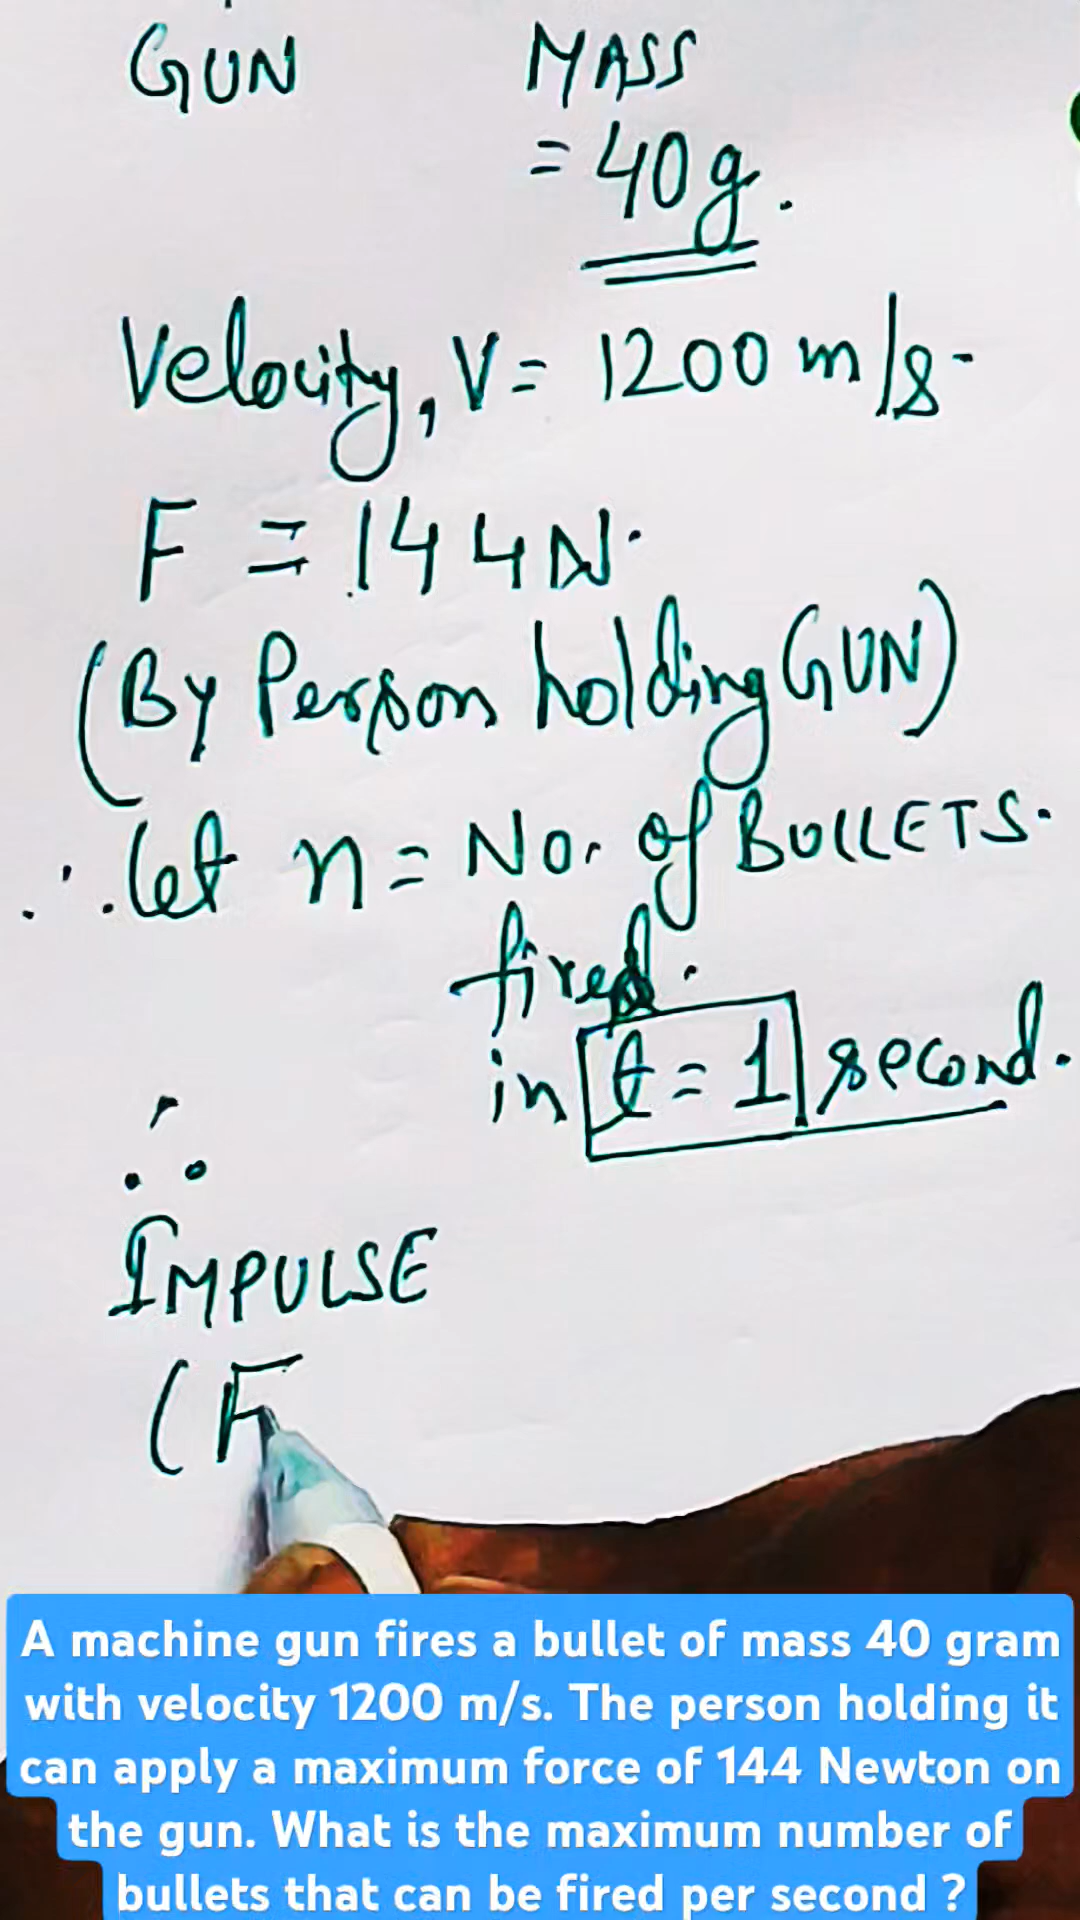 GUN MASS
= 40g.
Velocity, V = 1200 m/s.
F = 144N.
(By Person holding GUN)
∴ let n = No. of BULLETS.
fired.
in t = 1 second.
∴
IMPULSE
(F
A machine gun fires a bullet of mass 40 gram
with velocity 1200 m/s. The person holding it
can apply a maximum force of 144 Newton on
the gun. What is the maximum number of
bullets that can be fired per second ?